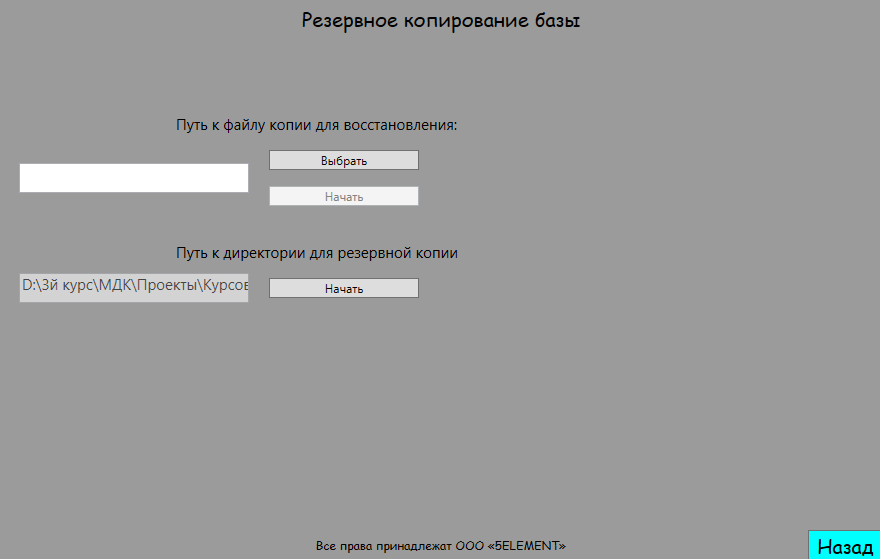 Резервное копирование базы
Путь к файлу копии для восстановления:
Выбрать
Начать
Путь к директории для резервной копии
D:\3й курс\МДК\Проекты\Курсов
Начать
Все права принадлежат ООО «5ELEMENT»
Назад